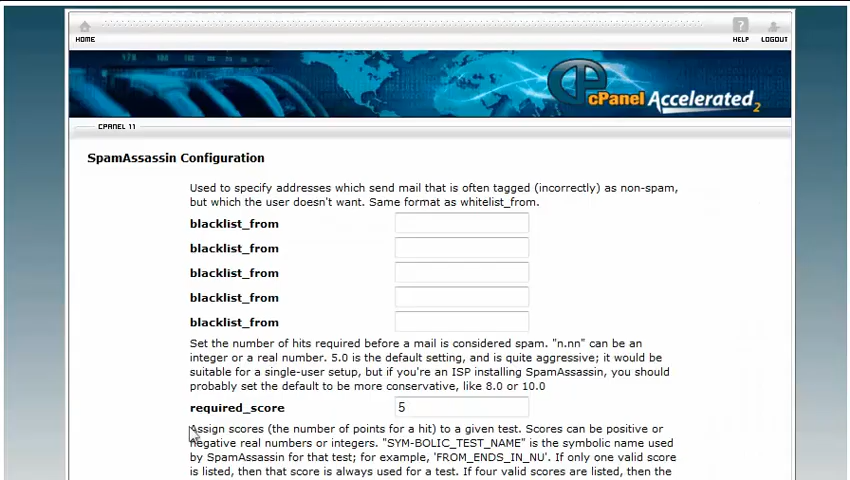 HOME
HELP
LOGOUT
cPanel Accelerated 2
CPANEL 11
SpamAssassin Configuration
Used to specify addresses which send mail that is often tagged (incorrectly) as non-spam,
but which the user doesn't want. Same format as whitelist_from.
blacklist_from
blacklist_from
blacklist_from
blacklist_from
blacklist_from
Set the number of hits required before a mail is considered spam. "n.nn" can be an
integer or a real number. 5.0 is the default setting, and is quite aggressive; it would be
suitable for a single-user setup, but if you're an ISP installing SpamAssassin, you should
probably set the default to be more conservative, like 8.0 or 10.0
required_score 5
Assign scores (the number of points for a hit) to a given test. Scores can be positive or
negative real numbers or integers. "SYM-BOLIC_TEST_NAME" is the symbolic name used
by SpamAssassin for that test; for example, 'FROM_ENDS_IN_NU'. If only one valid score
is listed, then that score is always used for a test. If four valid scores are listed, then the